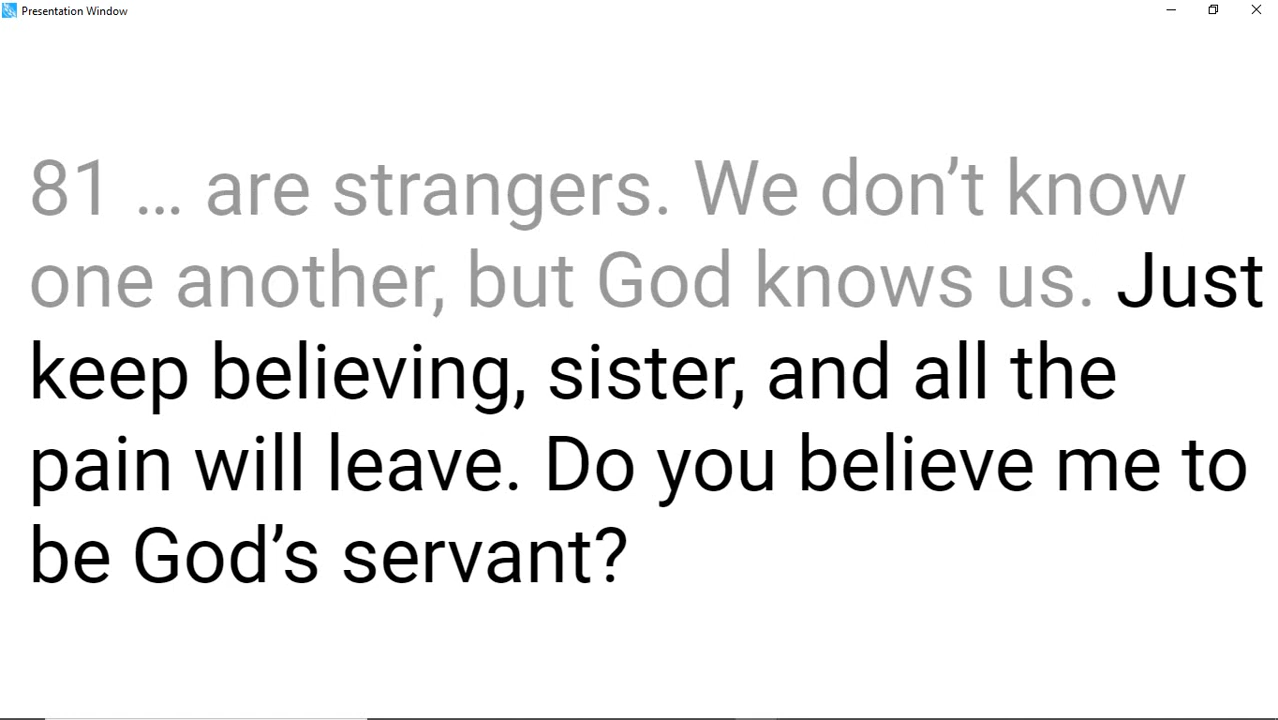 Presentation Window
81 … are strangers. We don’t know
one another, but God knows us. Just
keep believing, sister, and all the
pain will leave. Do you believe me to
be God’s servant?